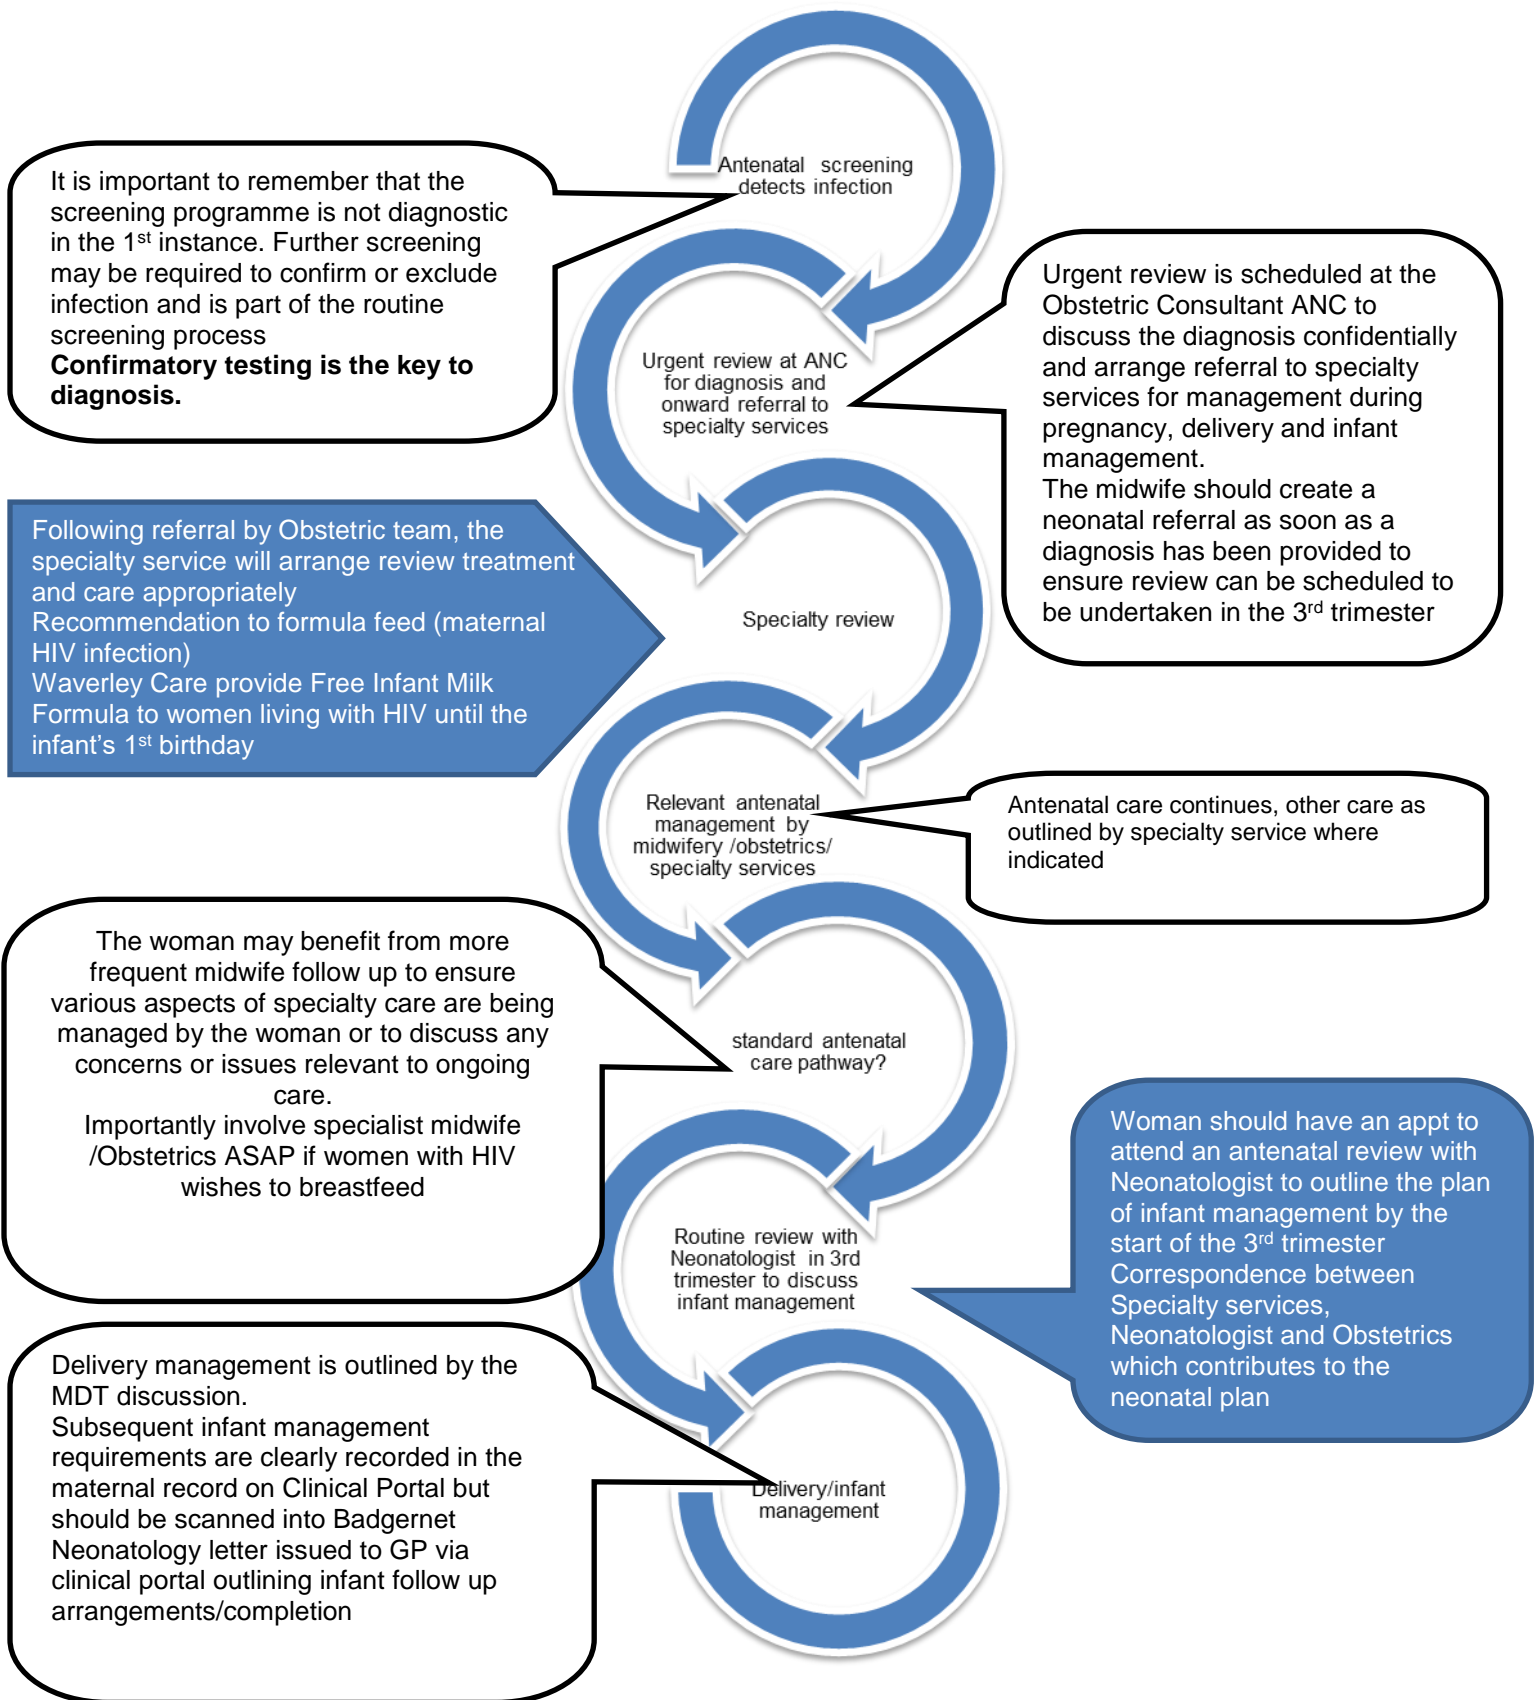 Antenatal screening
detects infection
It is important to remember that the
screening programme is not diagnostic
in the 1st instance. Further screening
may be required to confirm or exclude
infection and is part of the routine
screening process
Confirmatory testing is the key to
diagnosis.
Urgent review at ANC
for diagnosis and
onward referral to
specialty services
Urgent review is scheduled at the
Obstetric Consultant ANC to
discuss the diagnosis confidentially
and arrange referral to specialty
services for management during
pregnancy, delivery and infant
management.
The midwife should create a
neonatal referral as soon as a
diagnosis has been provided to
ensure review can be scheduled to
be undertaken in the 3rd trimester
Following referral by Obstetric team, the
specialty service will arrange review treatment
and care appropriately
Recommendation to formula feed (maternal
HIV infection)
Waverley Care provide Free Infant Milk
Formula to women living with HIV until the
infant's 1st birthday
Specialty review
Relevant antenatal
management by
midwifery /obstetrics/
specialty services
Antenatal care continues, other care as
outlined by specialty service where
indicated
The woman may benefit from more
frequent midwife follow up to ensure
various aspects of specialty care are being
managed by the woman or to discuss any
concerns or issues relevant to ongoing
care.
Importantly involve specialist midwife
/Obstetrics ASAP if women with HIV
wishes to breastfeed
standard antenatal
care pathway?
Routine review with
Neonatologist in 3rd
trimester to discuss
infant management
Woman should have an appt to
attend an antenatal review with
Neonatologist to outline the plan
of infant management by the
start of the 3rd trimester
Correspondence between
Specialty services,
Neonatologist and Obstetrics
which contributes to the
neonatal plan
Delivery management is outlined by the
MDT discussion.
Subsequent infant management
requirements are clearly recorded in the
maternal record on Clinical Portal but
should be scanned into Badgernet
Neonatology letter issued to GP via
clinical portal outlining infant follow up
arrangements/completion
Delivery/infant
management